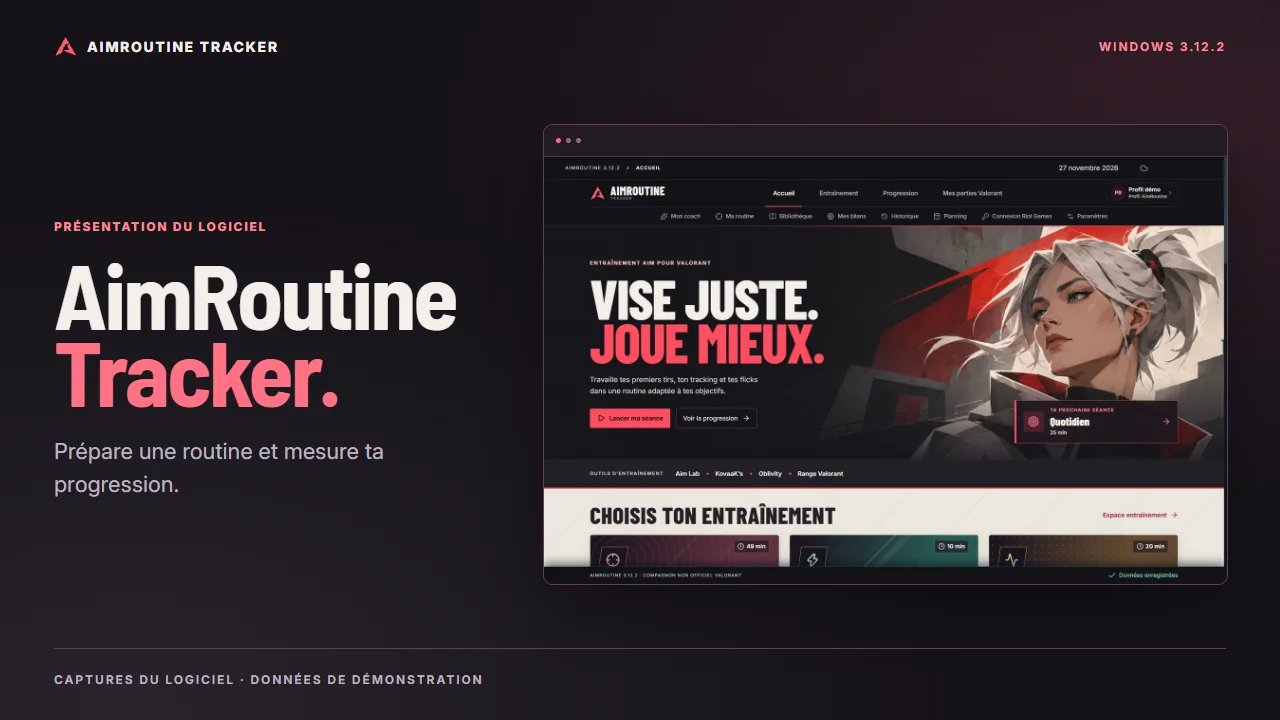 AIMROUTINE TRACKER
WINDOWS 3.12.2
PRÉSENTATION DU LOGICIEL
AimRoutine
Tracker.
Prépare une routine et mesure ta
progression.
AIMROUTINE 3.12.2 > ACCUEIL
27 novembre 2026
AIMROUTINE
TRACKER
Accueil
Entraînement
Progression
Mes parties Valorant
PR
Profil démo
Profil AimRoutine
Mon coach
Ma routine
Bibliothèque
Mes bilans
Historique
Planning
Connexion Riot Games
Paramètres
ENTRAÎNEMENT AIM POUR VALORANT
VISE JUSTE.
JOUE MIEUX.
Travaille tes premiers tirs, ton tracking et tes flicks
dans une routine adaptée à tes objectifs.
Lancer ma séance
Voir la progression
TA PROCHAINE SÉANCE
Quotidien
25 min
OUTILS D'ENTRAÎNEMENT
Aim Lab • KovaaK's • Oblivity • Range Valorant
CHOISIS TON ENTRAÎNEMENT
Espace entraînement
49 min
10 min
20 min
AIMROUTINE 3.12.2 · COMPAGNON NON OFFICIEL VALORANT
Données enregistrées
CAPTURES DU LOGICIEL · DONNÉES DE DÉMONSTRATION